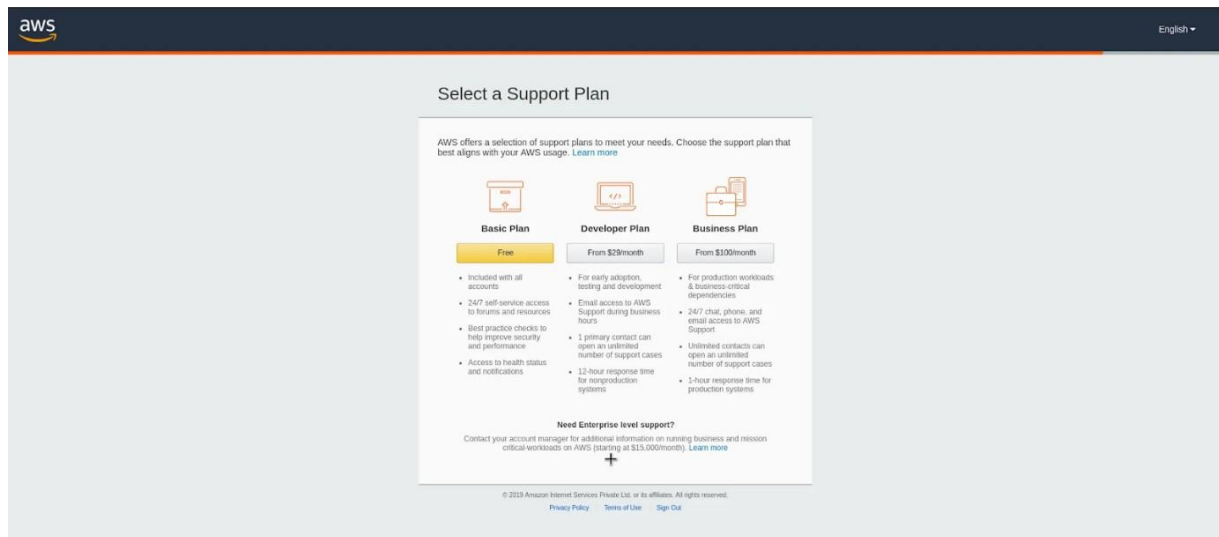 aws
English
Select a Support Plan
AWS offers a selection of support plans to meet your needs. Choose the support plan that
best aligns with your AWS usage. Learn more
Basic Plan
Free
• Included with all
accounts
• 24/7 self-service access
to forums and resources
• Best practice checks to
help improve security
and performance
• Access to health status
and notifications
Developer Plan
From $29/month
• For early adoption,
testing and development
• Email access to AWS
Support during business
hours
• 1 primary contact can
open an unlimited
number of support cases
• 12-hour response time
for nonproduction
systems
Business Plan
From $100/month
• For production workloads
& business-critical
dependencies
• 24/7 chat, phone, and
email access to AWS
Support
• Unlimited contacts can
open an unlimited
number of support cases
• 1-hour response time for
production systems
Need Enterprise level support?
Contact your account manager for additional information on running business and mission
critical-workloads on AWS (starting at $15,000/month). Learn more
© 2019 Amazon Internet Services Private Ltd. or its affiliates. All rights reserved.
Privacy Policy Terms of Use Sign Out